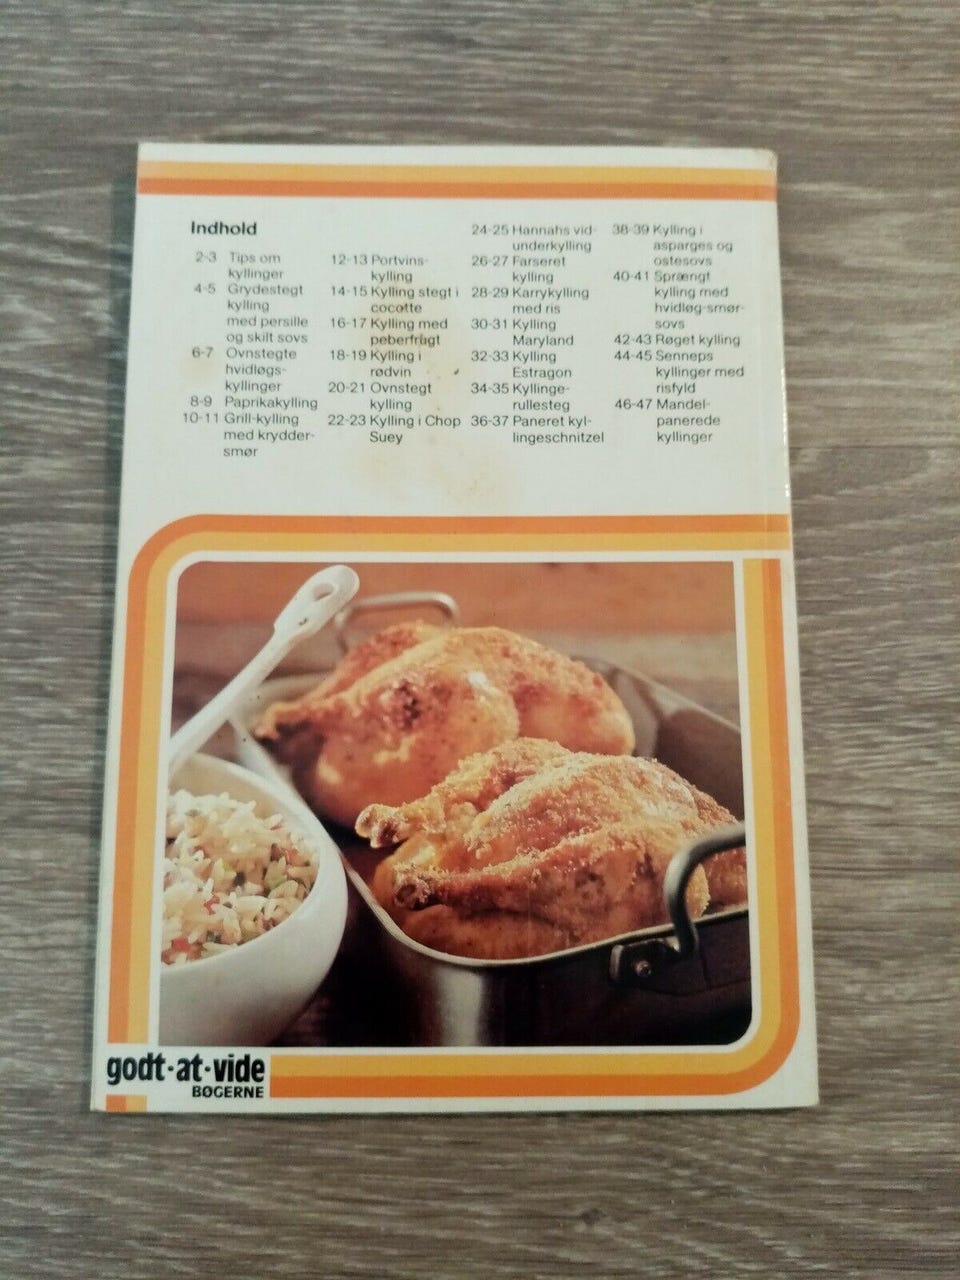 Indhold
2-3 Tips om
kyllinger
4-5 Grydestegt
kylling
med persille
og skilt sovs
6-7 Ovnstegte
hvidløgs-
kyllinger
8-9 Paprikakylling
10-11 Grill-kylling
med krydder-
smør
12-13 Portvins-
kylling
14-15 Kylling stegt i
cocotte
16-17 Kylling med
peberfrugt
18-19 Kylling i
rødvin
20-21 Ovnstegt
kylling
22-23 Kylling i Chop
Suey
24-25 Hannahs vid-
underkylling
26-27 Farseret
kylling
28-29 Karrykylling
med ris
30-31 Kylling
Maryland
32-33 Kylling
Estragon
34-35 Kyllinge-
rullesteg
36-37 Paneret kyl-
lingeschnitzel
38-39 Kylling i
asparges og
ostesovs
40-41 Sprængt
kylling med
hvidløg-smør-
sovs
42-43 Røget kylling
44-45 Senneps
kyllinger med
risfyld
46-47 Mandel-
panerede
kyllinger
godt·at·vide
BØGERNE